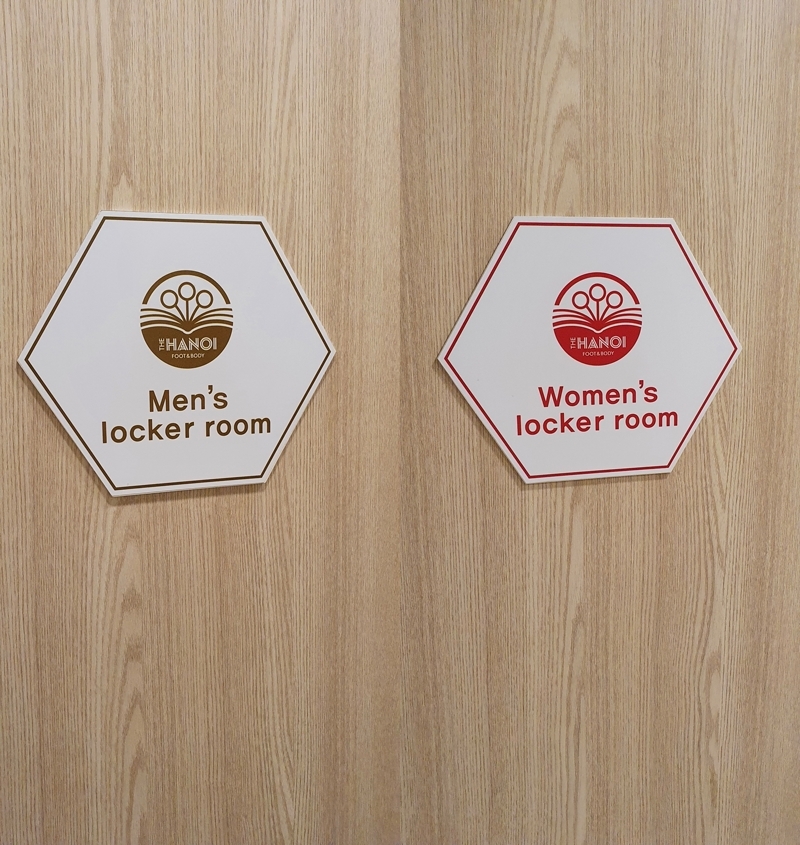 THE HANOI
FOOT & BODY
Men's
locker room
THE HANOI
FOOT & BODY
Women's
locker room